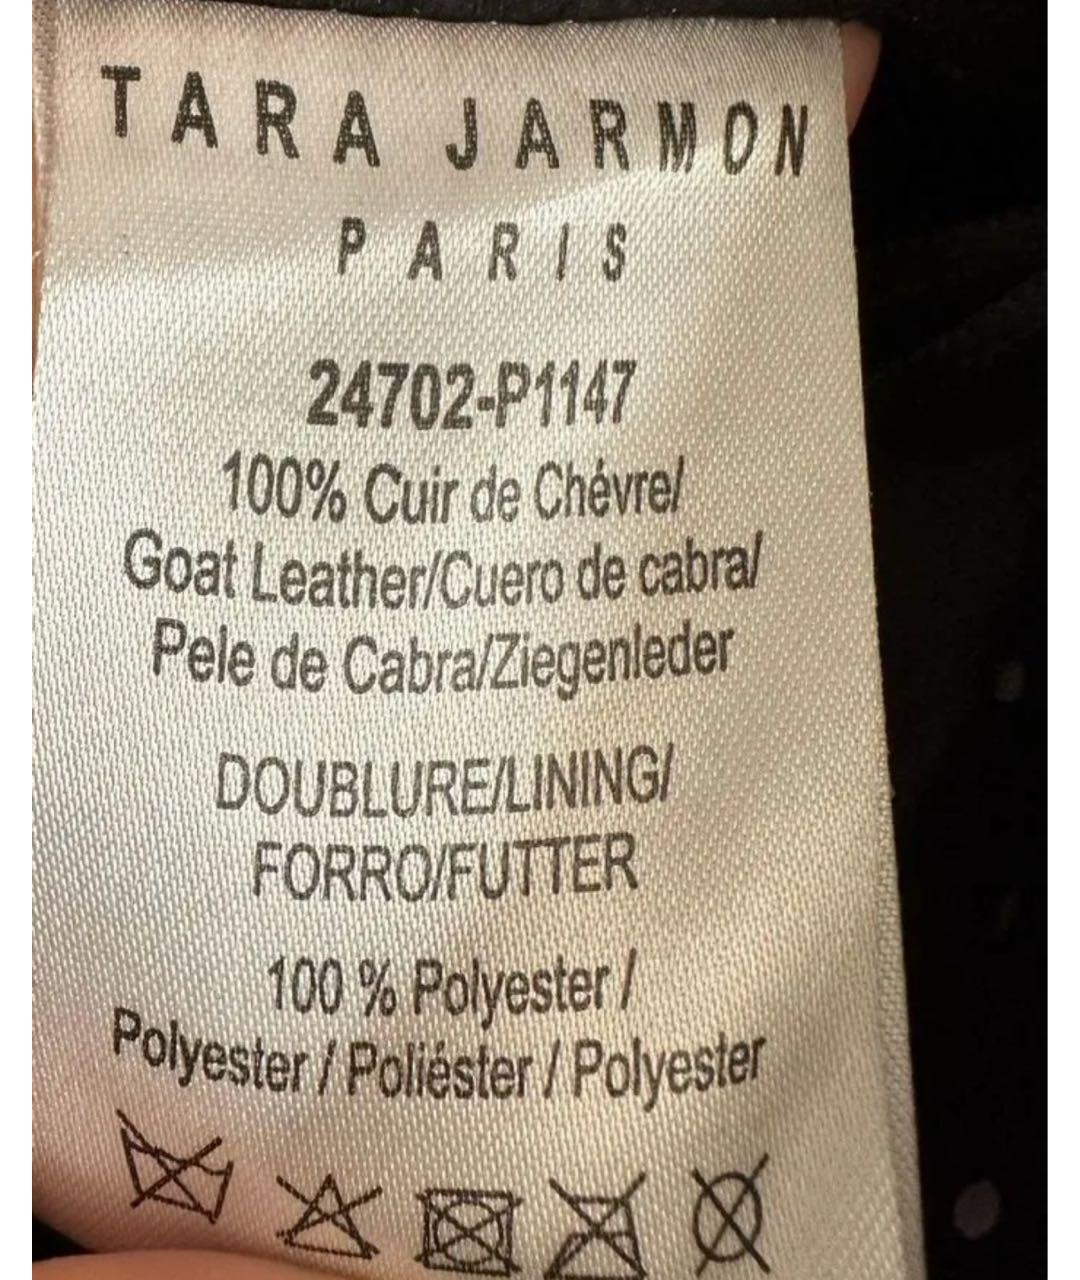 TARA JARMON
PARIS
24702-P1147
100% Cuir de Chévre/
Goat Leather/Cuero de cabra/
Pele de Cabra/Ziegenleder
DOUBLURE/LINING/
FORRO/FUTTER
100 % Polyester /
Polyester / Poliéster / Polyester